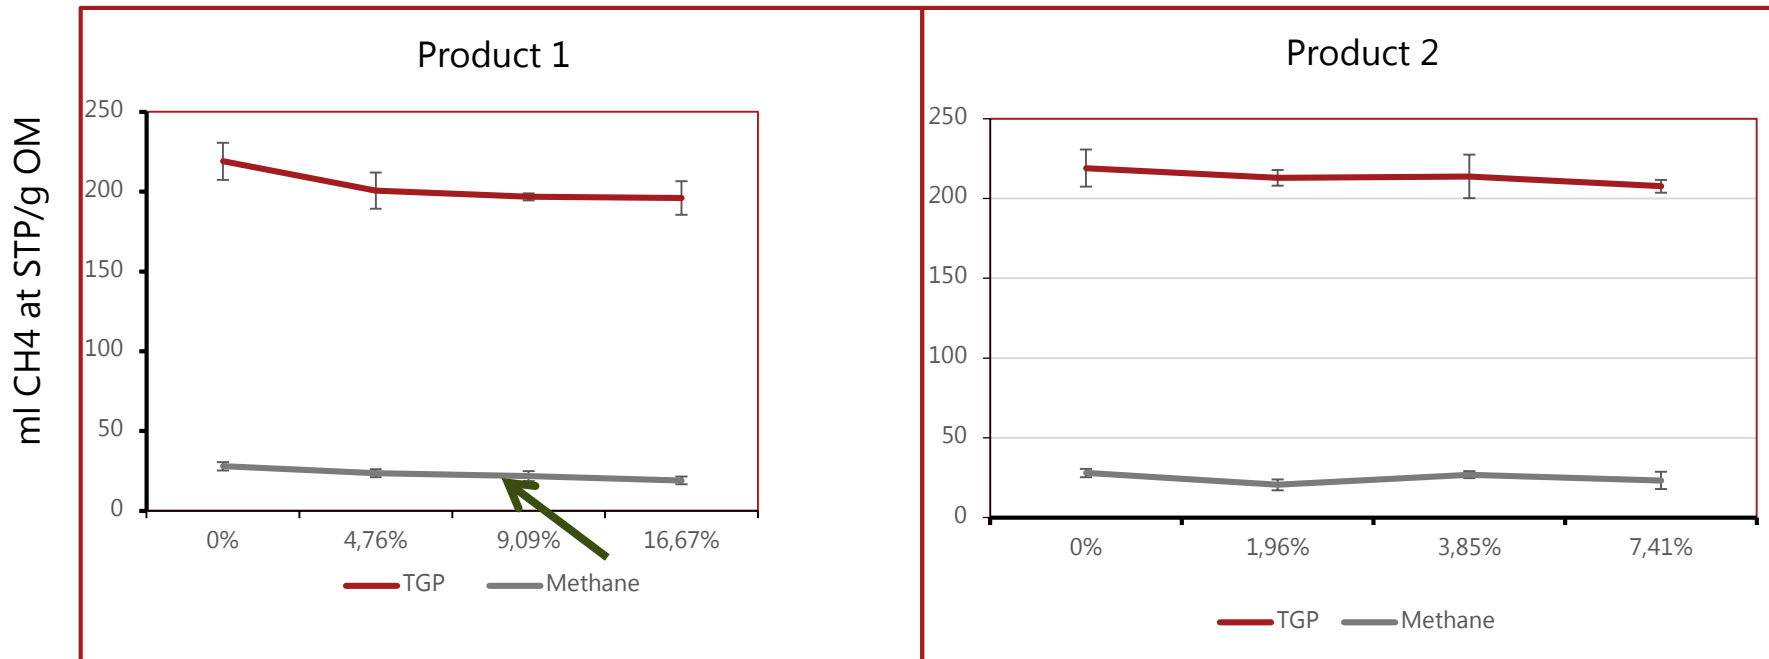 ml CH4 at STP/g OM
Product 1
250
200
150
100
50
0
0% 4,76% 9,09% 16,67%
TGP Methane
Product 2
250
200
150
100
50
0
0% 1,96% 3,85% 7,41%
TGP Methane